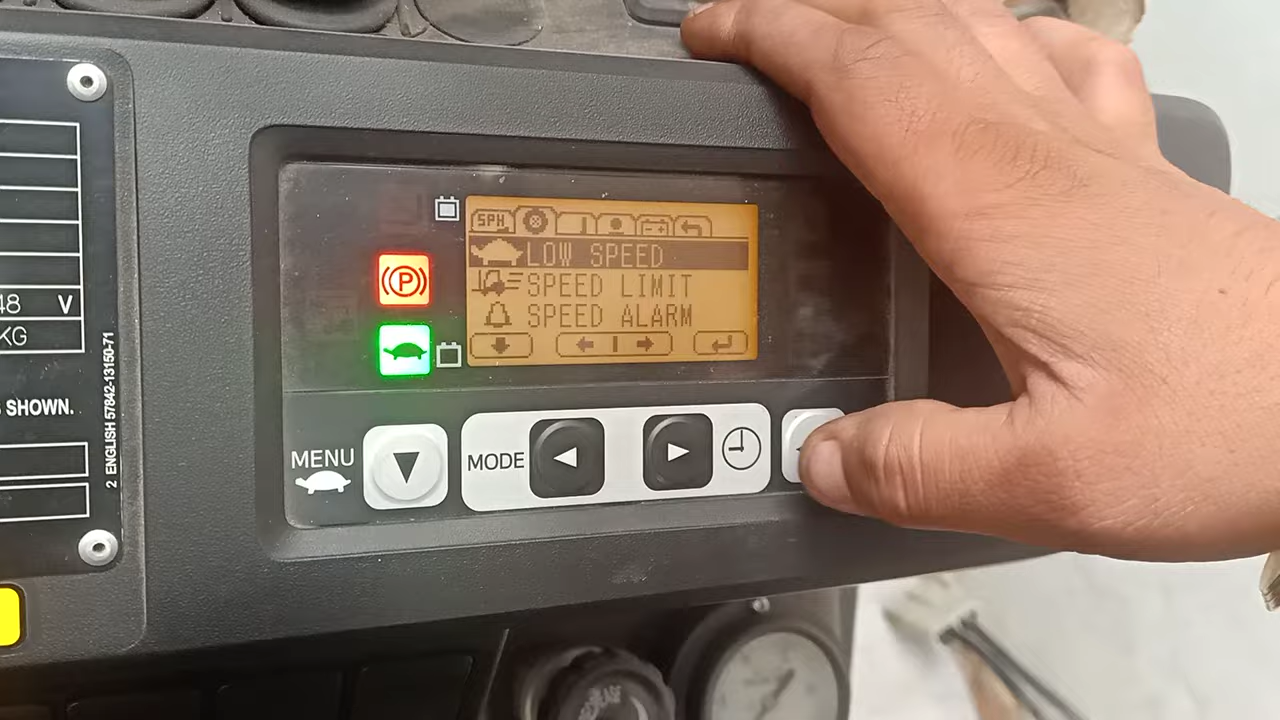 48 V
KG
SHOWN.
2 ENGLISH 57842-13150-71
SPH
LOW SPEED
SPEED LIMIT
SPEED ALARM
P
MENU
MODE